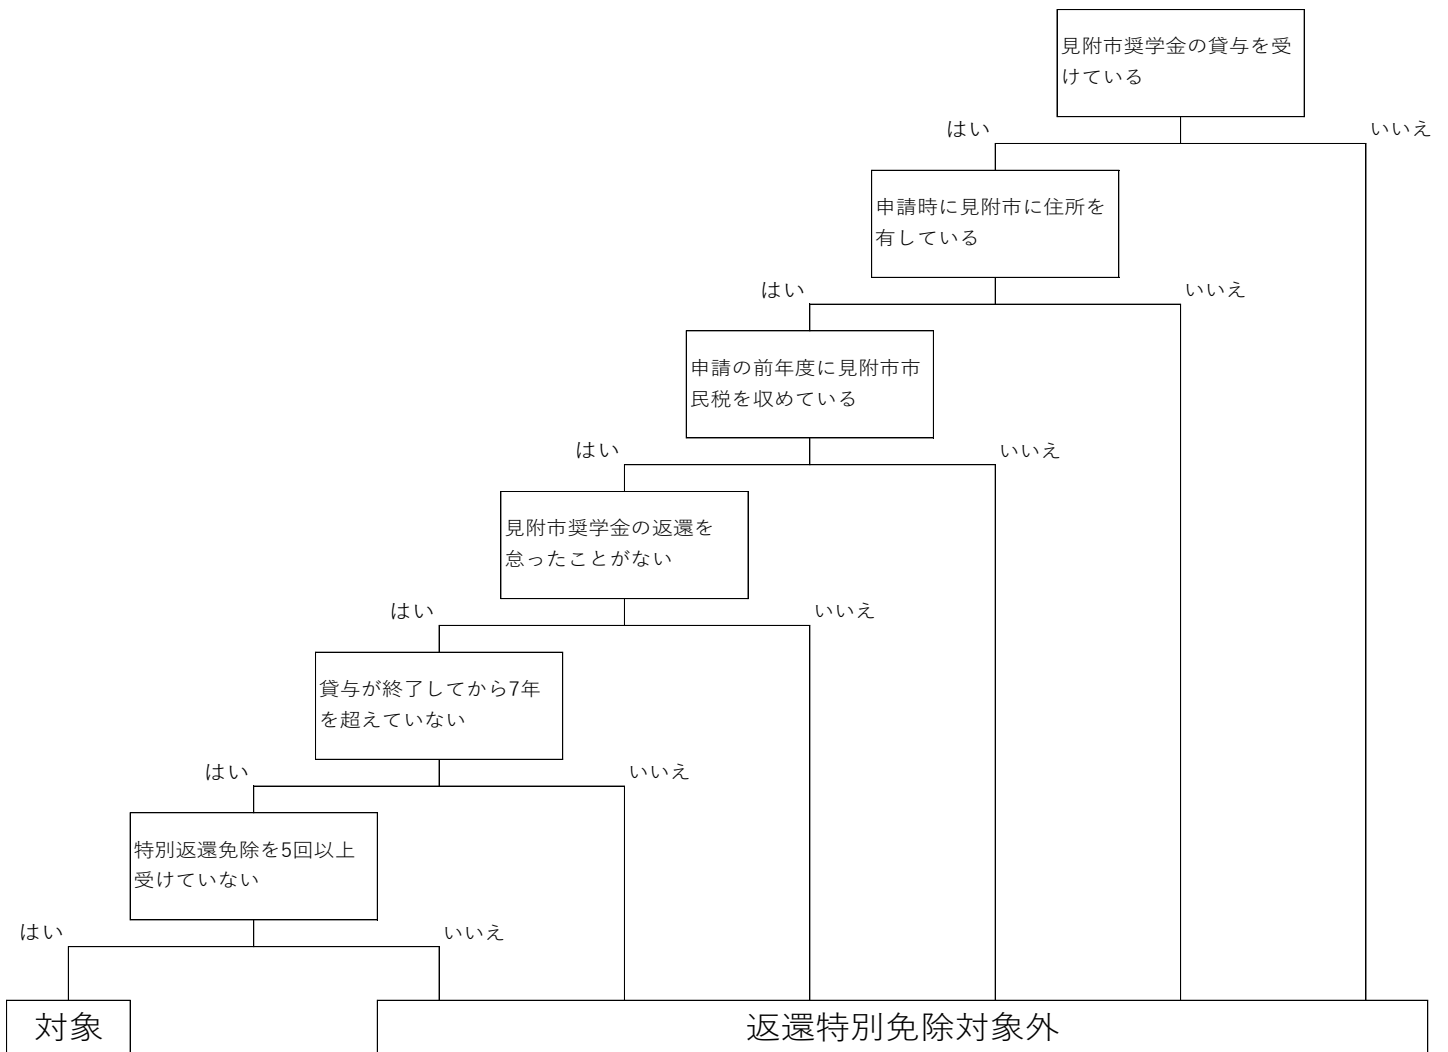 見附市奨学金の貸与を受
けている
はい
いいえ
申請時に見附市に住所を
有している
はい
いいえ
申請の前年度に見附市市
民税を収めている
はい
いいえ
見附市奨学金の返還を
怠ったことがない
はい
いいえ
貸与が終了してから7年
を超えていない
はい
いいえ
特別返還免除を5回以上
受けていない
はい
いいえ
対象
返還特別免除対象外